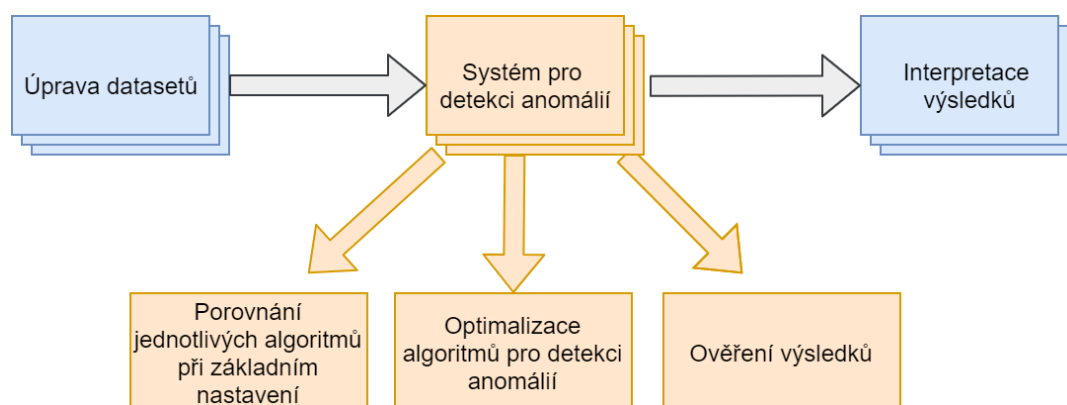 Úprava datasetů
Systém pro
detekci anomálií
Interpretace
výsledků
Porovnání
jednotlivých algoritmů
při základním
nastavení
Optimalizace
algoritmů pro detekci
anomálií
Ověření výsledků